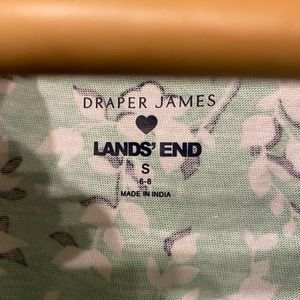 DRAPER JAMES
LANDS' END
S
6-8
MADE IN INDIA